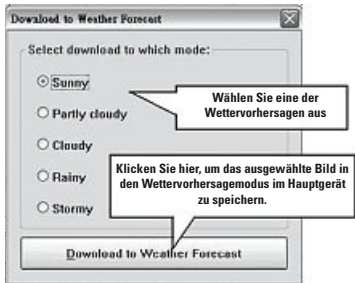 Download to Weather Forecast
Select download to which mode:
Sunny
Wählen Sie eine der
Wettervorhersagen aus
Partly cloudy
Cloudy
Klicken Sie hier, um das ausgewählte Bild in
den Wettervorhersagemodus im Hauptgerät
zu speichern.
Rainy
Stormy
Download to Weather Forecast